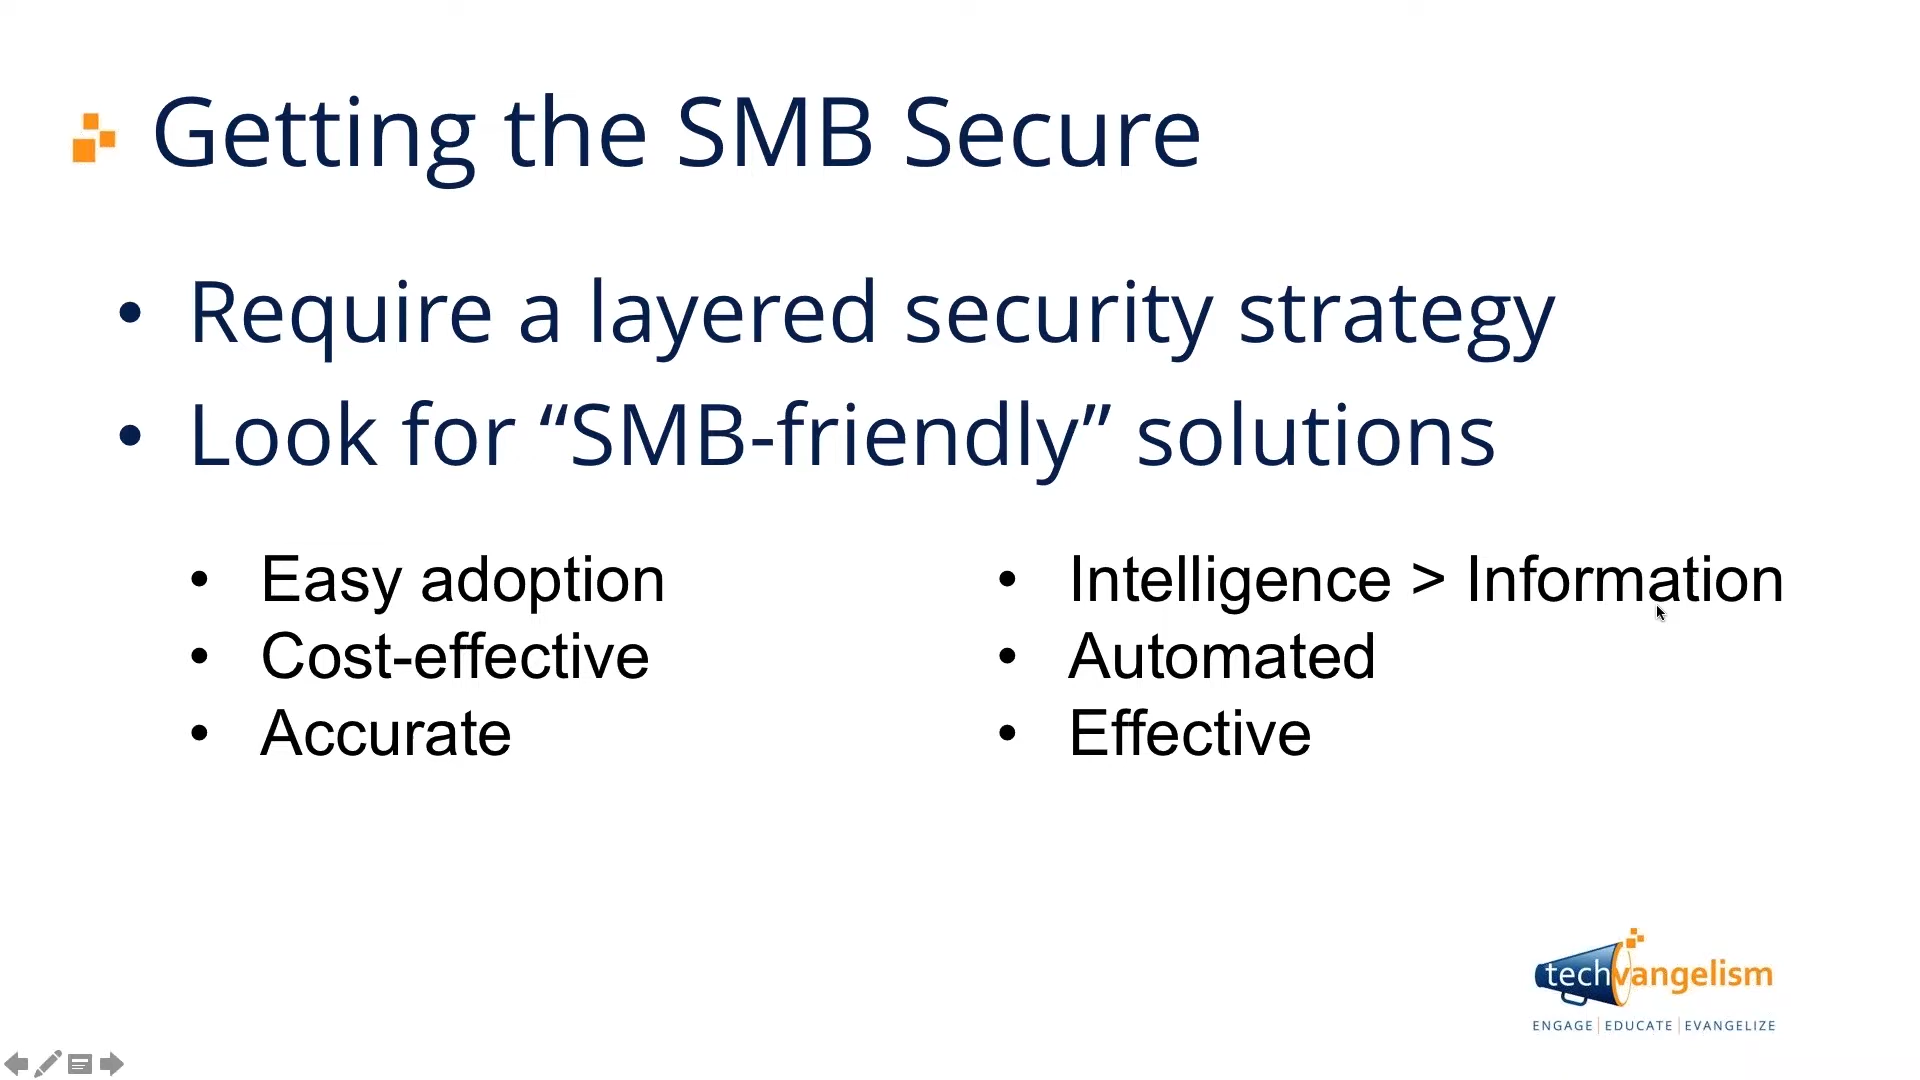 Getting the SMB Secure
• Require a layered security strategy
• Look for “SMB-friendly” solutions
• Easy adoption
• Cost-effective
• Accurate
• Intelligence > Information
• Automated
• Effective
techvangelism
ENGAGE | EDUCATE | EVANGELIZE